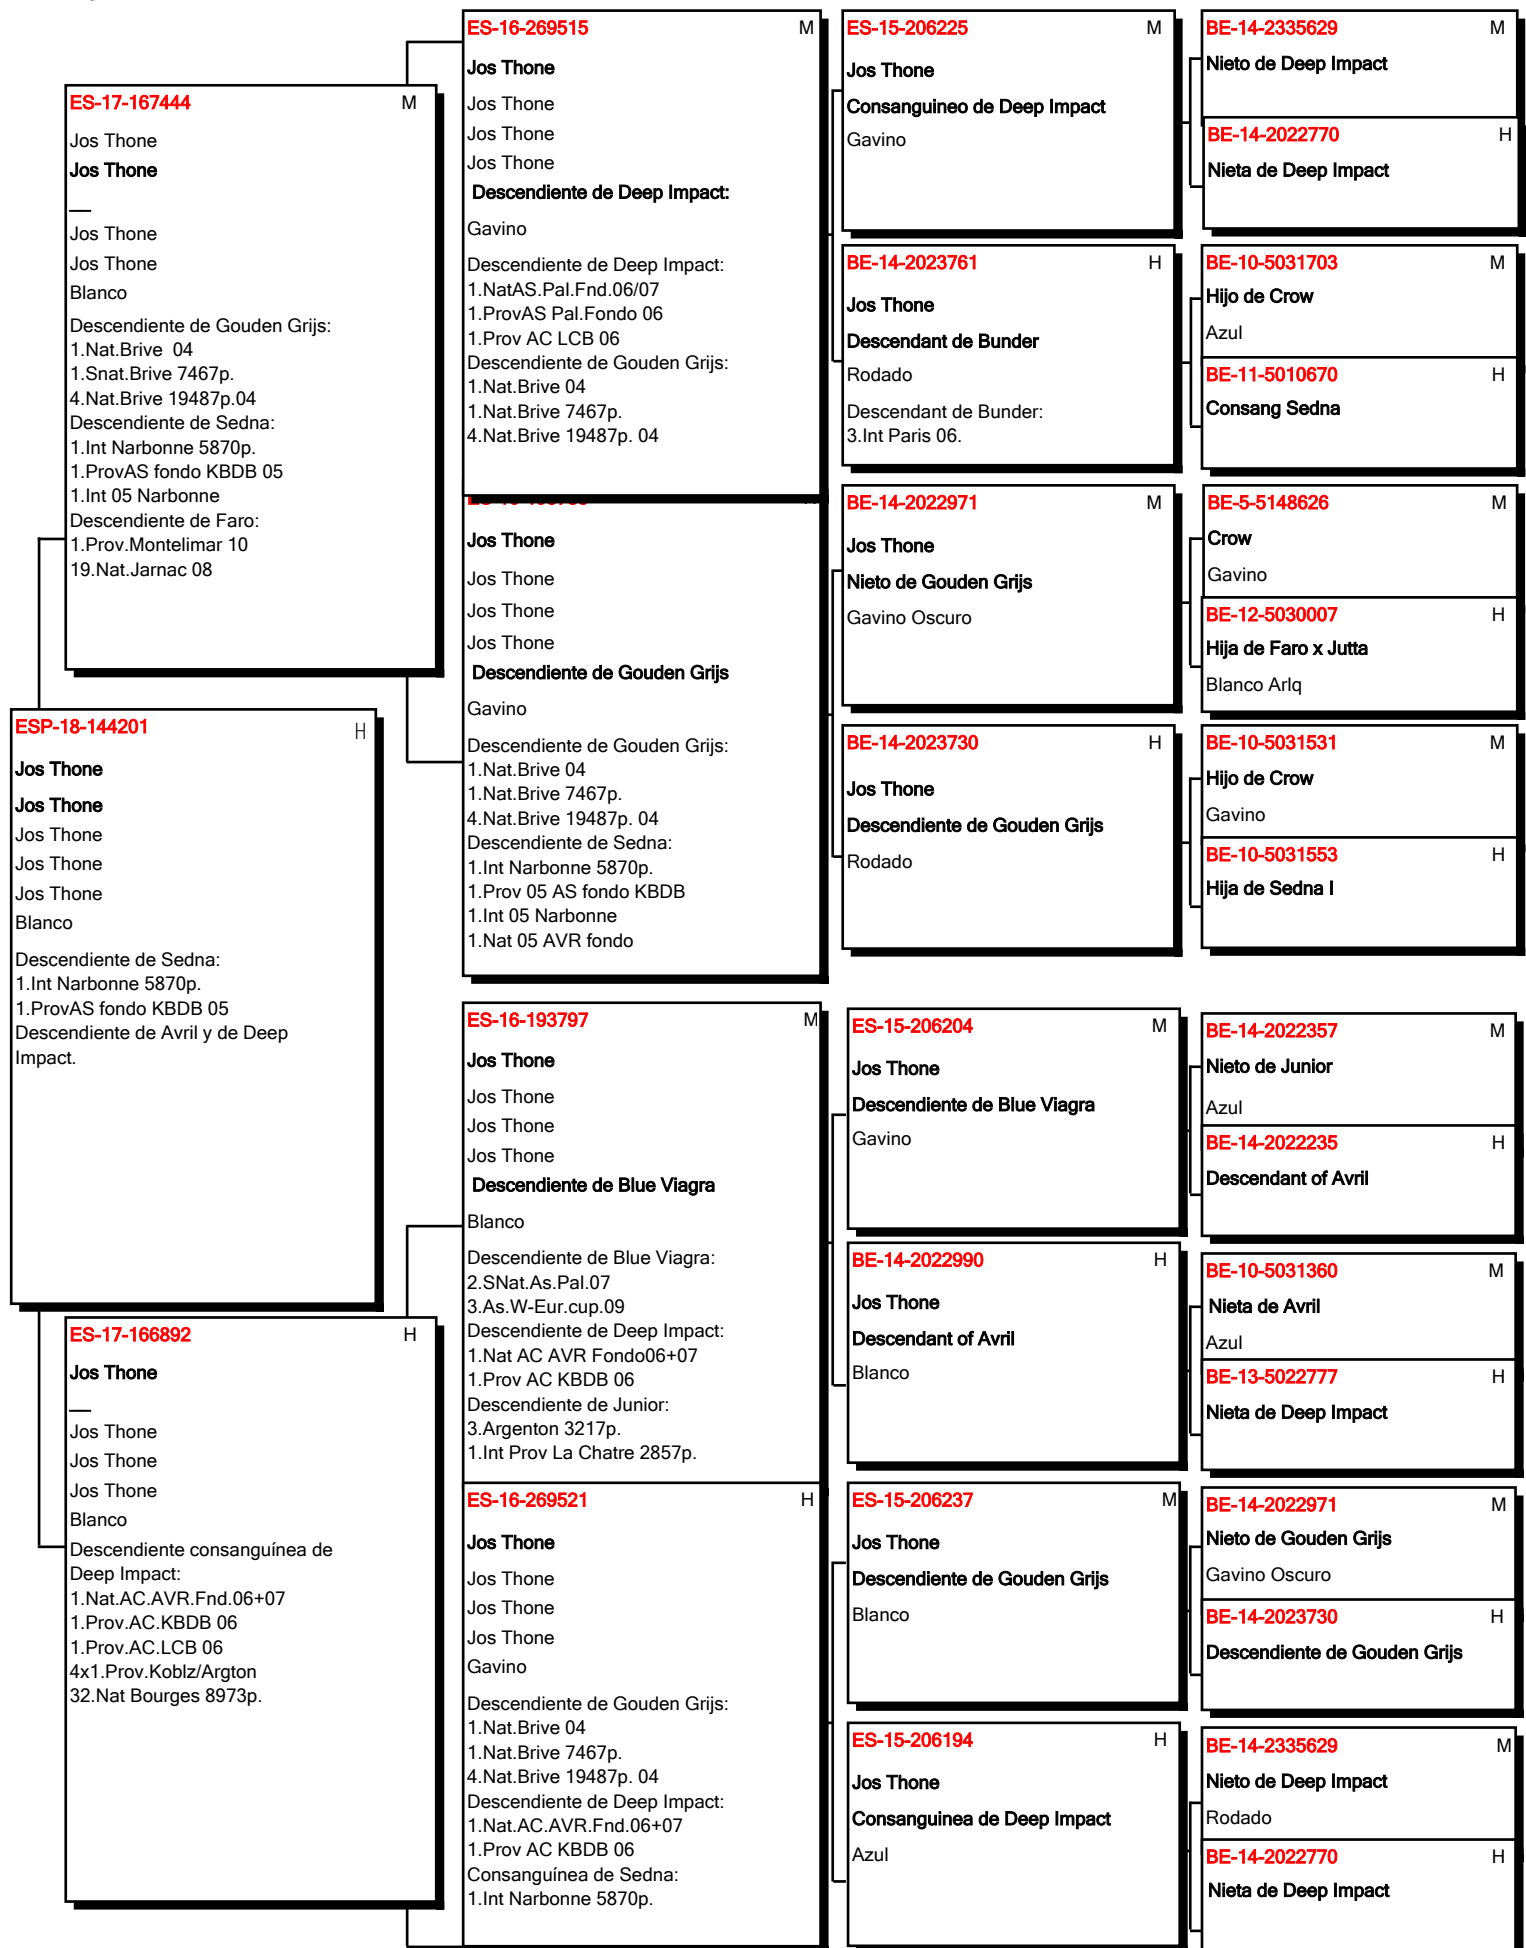 ESP-18-144201 H
Jos Thone
Jos Thone
Jos Thone
Jos Thone
Jos Thone
Blanco
Descendiente de Sedna:
1.Int Narbonne 5870p.
1.ProvAS fondo KBDB 05
Descendiente de Avril y de Deep
Impact.
ES-17-167444 M
Jos Thone
Jos Thone
__
Jos Thone
Jos Thone
Blanco
Descendiente de Gouden Grijs:
1.Nat.Brive 04
1.Snat.Brive 7467p.
4.Nat.Brive 19487p.04
Descendiente de Sedna:
1.Int Narbonne 5870p.
1.ProvAS fondo KBDB 05
1.Int 05 Narbonne
Descendiente de Faro:
1.Prov.Montelimar 10
19.Nat.Jarnac 08
ES-17-166892 H
Jos Thone
__
Jos Thone
Jos Thone
Jos Thone
Blanco
Descendiente consanguínea de
Deep Impact:
1.Nat.AC.AVR.Fnd.06+07
1.Prov.AC.KBDB 06
1.Prov.AC.LCB 06
4x1.Prov.Koblz/Argton
32.Nat Bourges 8973p.
ES-16-269515 M
Jos Thone
Jos Thone
Jos Thone
Jos Thone
Descendiente de Deep Impact:
Gavino
Descendiente de Deep Impact:
1.NatAS.Pal.Fnd.06/07
1.ProvAS Pal.Fondo 06
1.Prov AC LCB 06
Descendiente de Gouden Grijs:
1.Nat.Brive 04
1.Nat.Brive 7467p.
4.Nat.Brive 19487p. 04
Jos Thone
Jos Thone
Jos Thone
Jos Thone
Descendiente de Gouden Grijs
Gavino
Descendiente de Gouden Grijs:
1.Nat.Brive 04
1.Nat.Brive 7467p.
4.Nat.Brive 19487p. 04
Descendiente de Sedna:
1.Int Narbonne 5870p.
1.Prov 05 AS fondo KBDB
1.Int 05 Narbonne
1.Nat 05 AVR fondo
ES-16-193797 M
Jos Thone
Jos Thone
Jos Thone
Jos Thone
Descendiente de Blue Viagra
Blanco
Descendiente de Blue Viagra:
2.SNat.As.Pal.07
3.As.W-Eur.cup.09
Descendiente de Deep Impact:
1.Nat AC AVR Fondo06+07
1.Prov AC KBDB 06
Descendiente de Junior:
3.Argenton 3217p.
1.Int Prov La Chatre 2857p.
ES-16-269521 H
Jos Thone
Jos Thone
Jos Thone
Jos Thone
Gavino
Descendiente de Gouden Grijs:
1.Nat.Brive 04
1.Nat.Brive 7467p.
4.Nat.Brive 19487p. 04
Descendiente de Deep Impact:
1.Nat.AC.AVR.Fnd.06+07
1.Prov AC KBDB 06
Consanguínea de Sedna:
1.Int Narbonne 5870p.
ES-15-206225 M
Jos Thone
Consanguineo de Deep Impact
Gavino
BE-14-2023761 H
Jos Thone
Descendant de Bunder
Rodado
Descendant de Bunder:
3.Int Paris 06.
BE-14-2022971 M
Jos Thone
Nieto de Gouden Grijs
Gavino Oscuro
BE-14-2023730 H
Jos Thone
Descendiente de Gouden Grijs
Rodado
ES-15-206204 M
Jos Thone
Descendiente de Blue Viagra
Gavino
BE-14-2022990 H
Jos Thone
Descendant of Avril
Blanco
ES-15-206237 M
Jos Thone
Descendiente de Gouden Grijs
Blanco
ES-15-206194 H
Jos Thone
Consanguinea de Deep Impact
Azul
BE-14-2335629 M
Nieto de Deep Impact
BE-14-2022770 H
Nieta de Deep Impact
BE-10-5031703 M
Hijo de Crow
Azul
BE-11-5010670 H
Consang Sedna
BE-5-5148626 M
Crow
Gavino
BE-12-5030007 H
Hija de Faro x Jutta
Blanco Arlq
BE-10-5031531 M
Hijo de Crow
Gavino
BE-10-5031553 H
Hija de Sedna I
BE-14-2022357 M
Nieto de Junior
Azul
BE-14-2022235 H
Descendant of Avril
BE-10-5031360 M
Nieta de Avril
Azul
BE-13-5022777 H
Nieta de Deep Impact
BE-14-2022971 M
Nieto de Gouden Grijs
Gavino Oscuro
BE-14-2023730 H
Descendiente de Gouden Grijs
BE-14-2335629 M
Nieto de Deep Impact
Rodado
BE-14-2022770 H
Nieta de Deep Impact